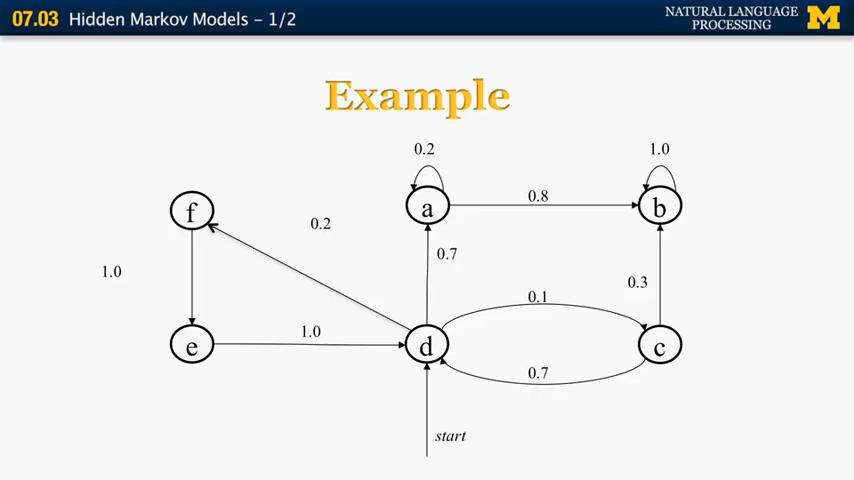 07.03 Hidden Markov Models – 1/2
NATURAL LANGUAGE
PROCESSING
M
Example
0.2
1.0
f
a
0.8
b
0.2
0.7
1.0
0.3
0.1
e
1.0
d
c
0.7
start